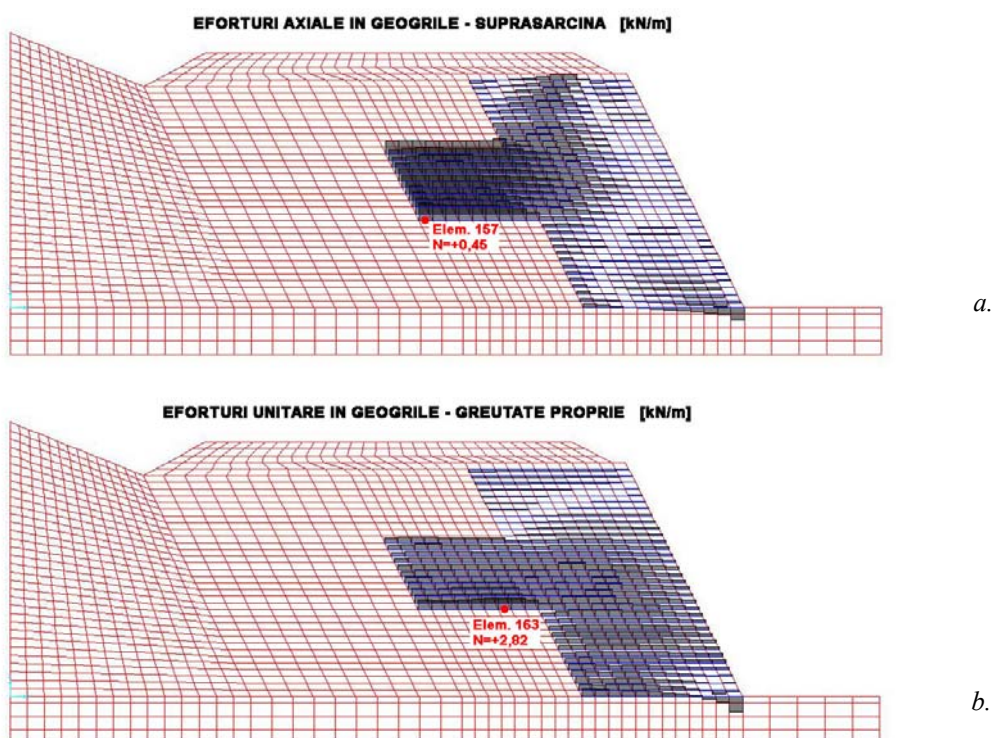 EFORTURI AXIALE IN GEOGRILE - SUPRASARCINA [kN/m]
Elem. 157
N=+0,45
a.
EFORTURI UNITARE IN GEOGRILE - GREUTATE PROPRIE [kN/m]
Elem. 163
N=+2,82
b.